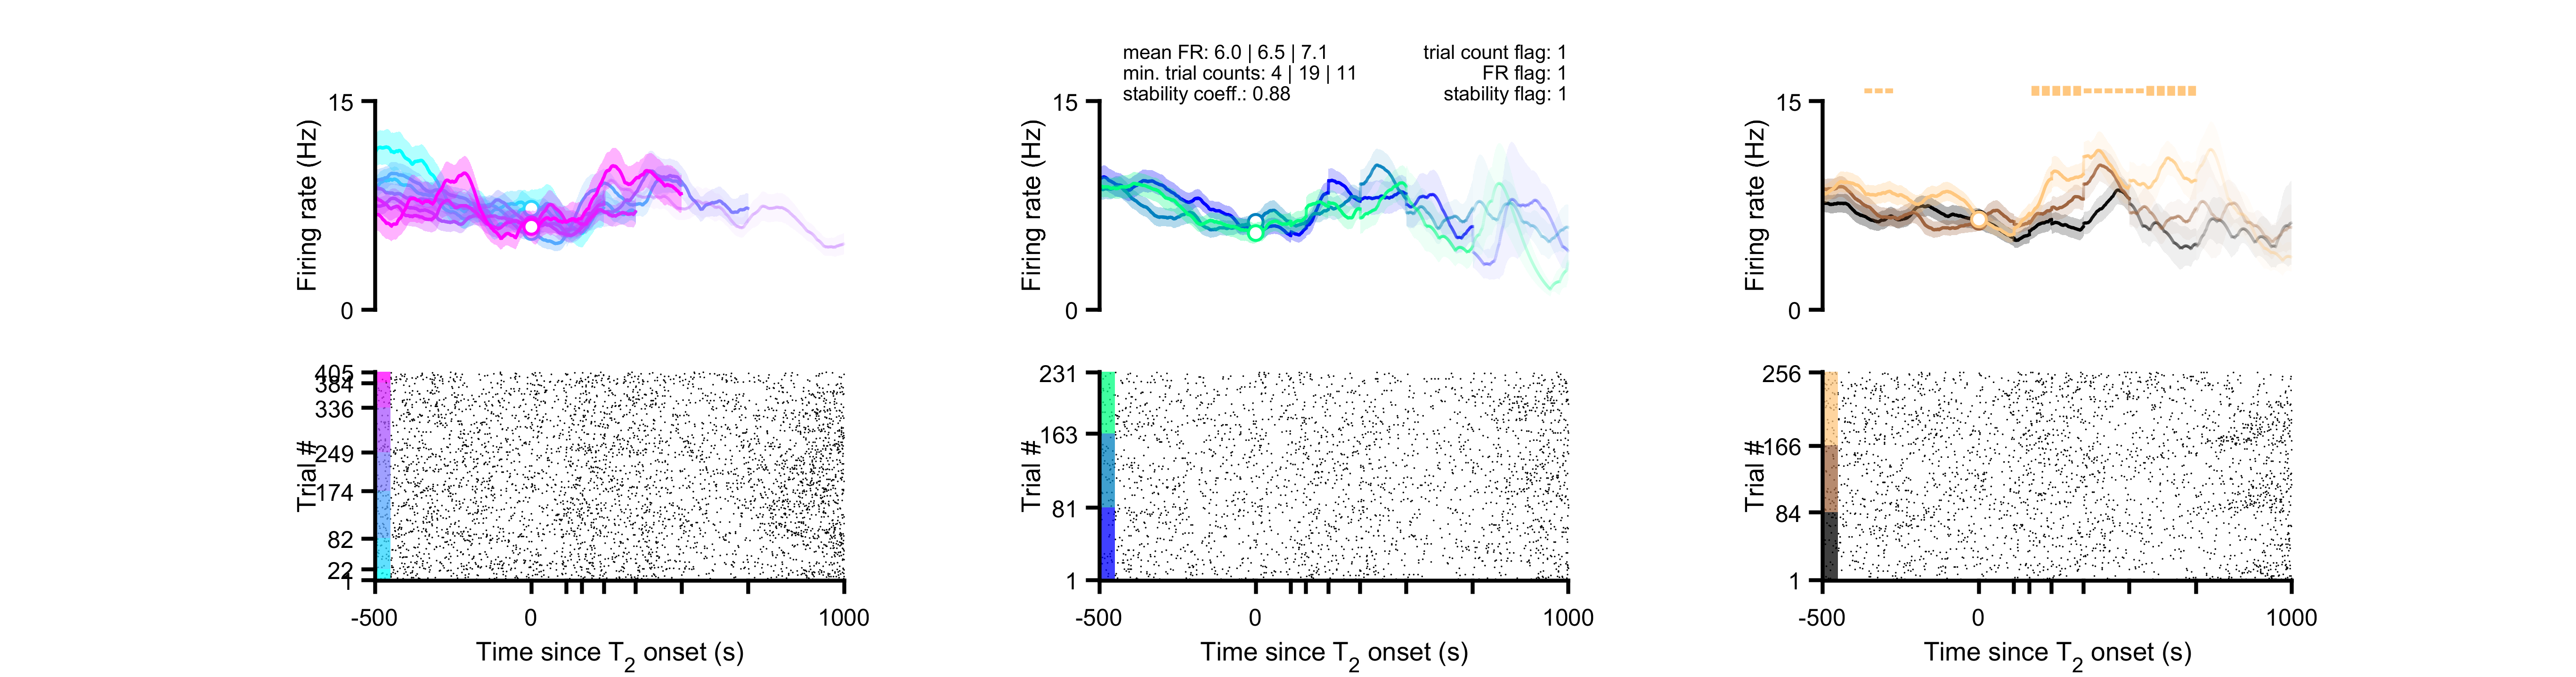 mean FR: 6.0 | 6.5 | 7.1
min. trial counts: 4 | 19 | 11
stability coeff.: 0.88
trial count flag: 1
FR flag: 1
stability flag: 1
15
Firing rate (Hz)
0
15
Firing rate (Hz)
0
15
Firing rate (Hz)
0
405
384
336
249
174
82
22
1
Trial #
-500
0
1000
Time since T2 onset (s)
231
163
81
1
Trial #
-500
0
1000
Time since T2 onset (s)
256
166
84
1
Trial #
-500
0
1000
Time since T2 onset (s)